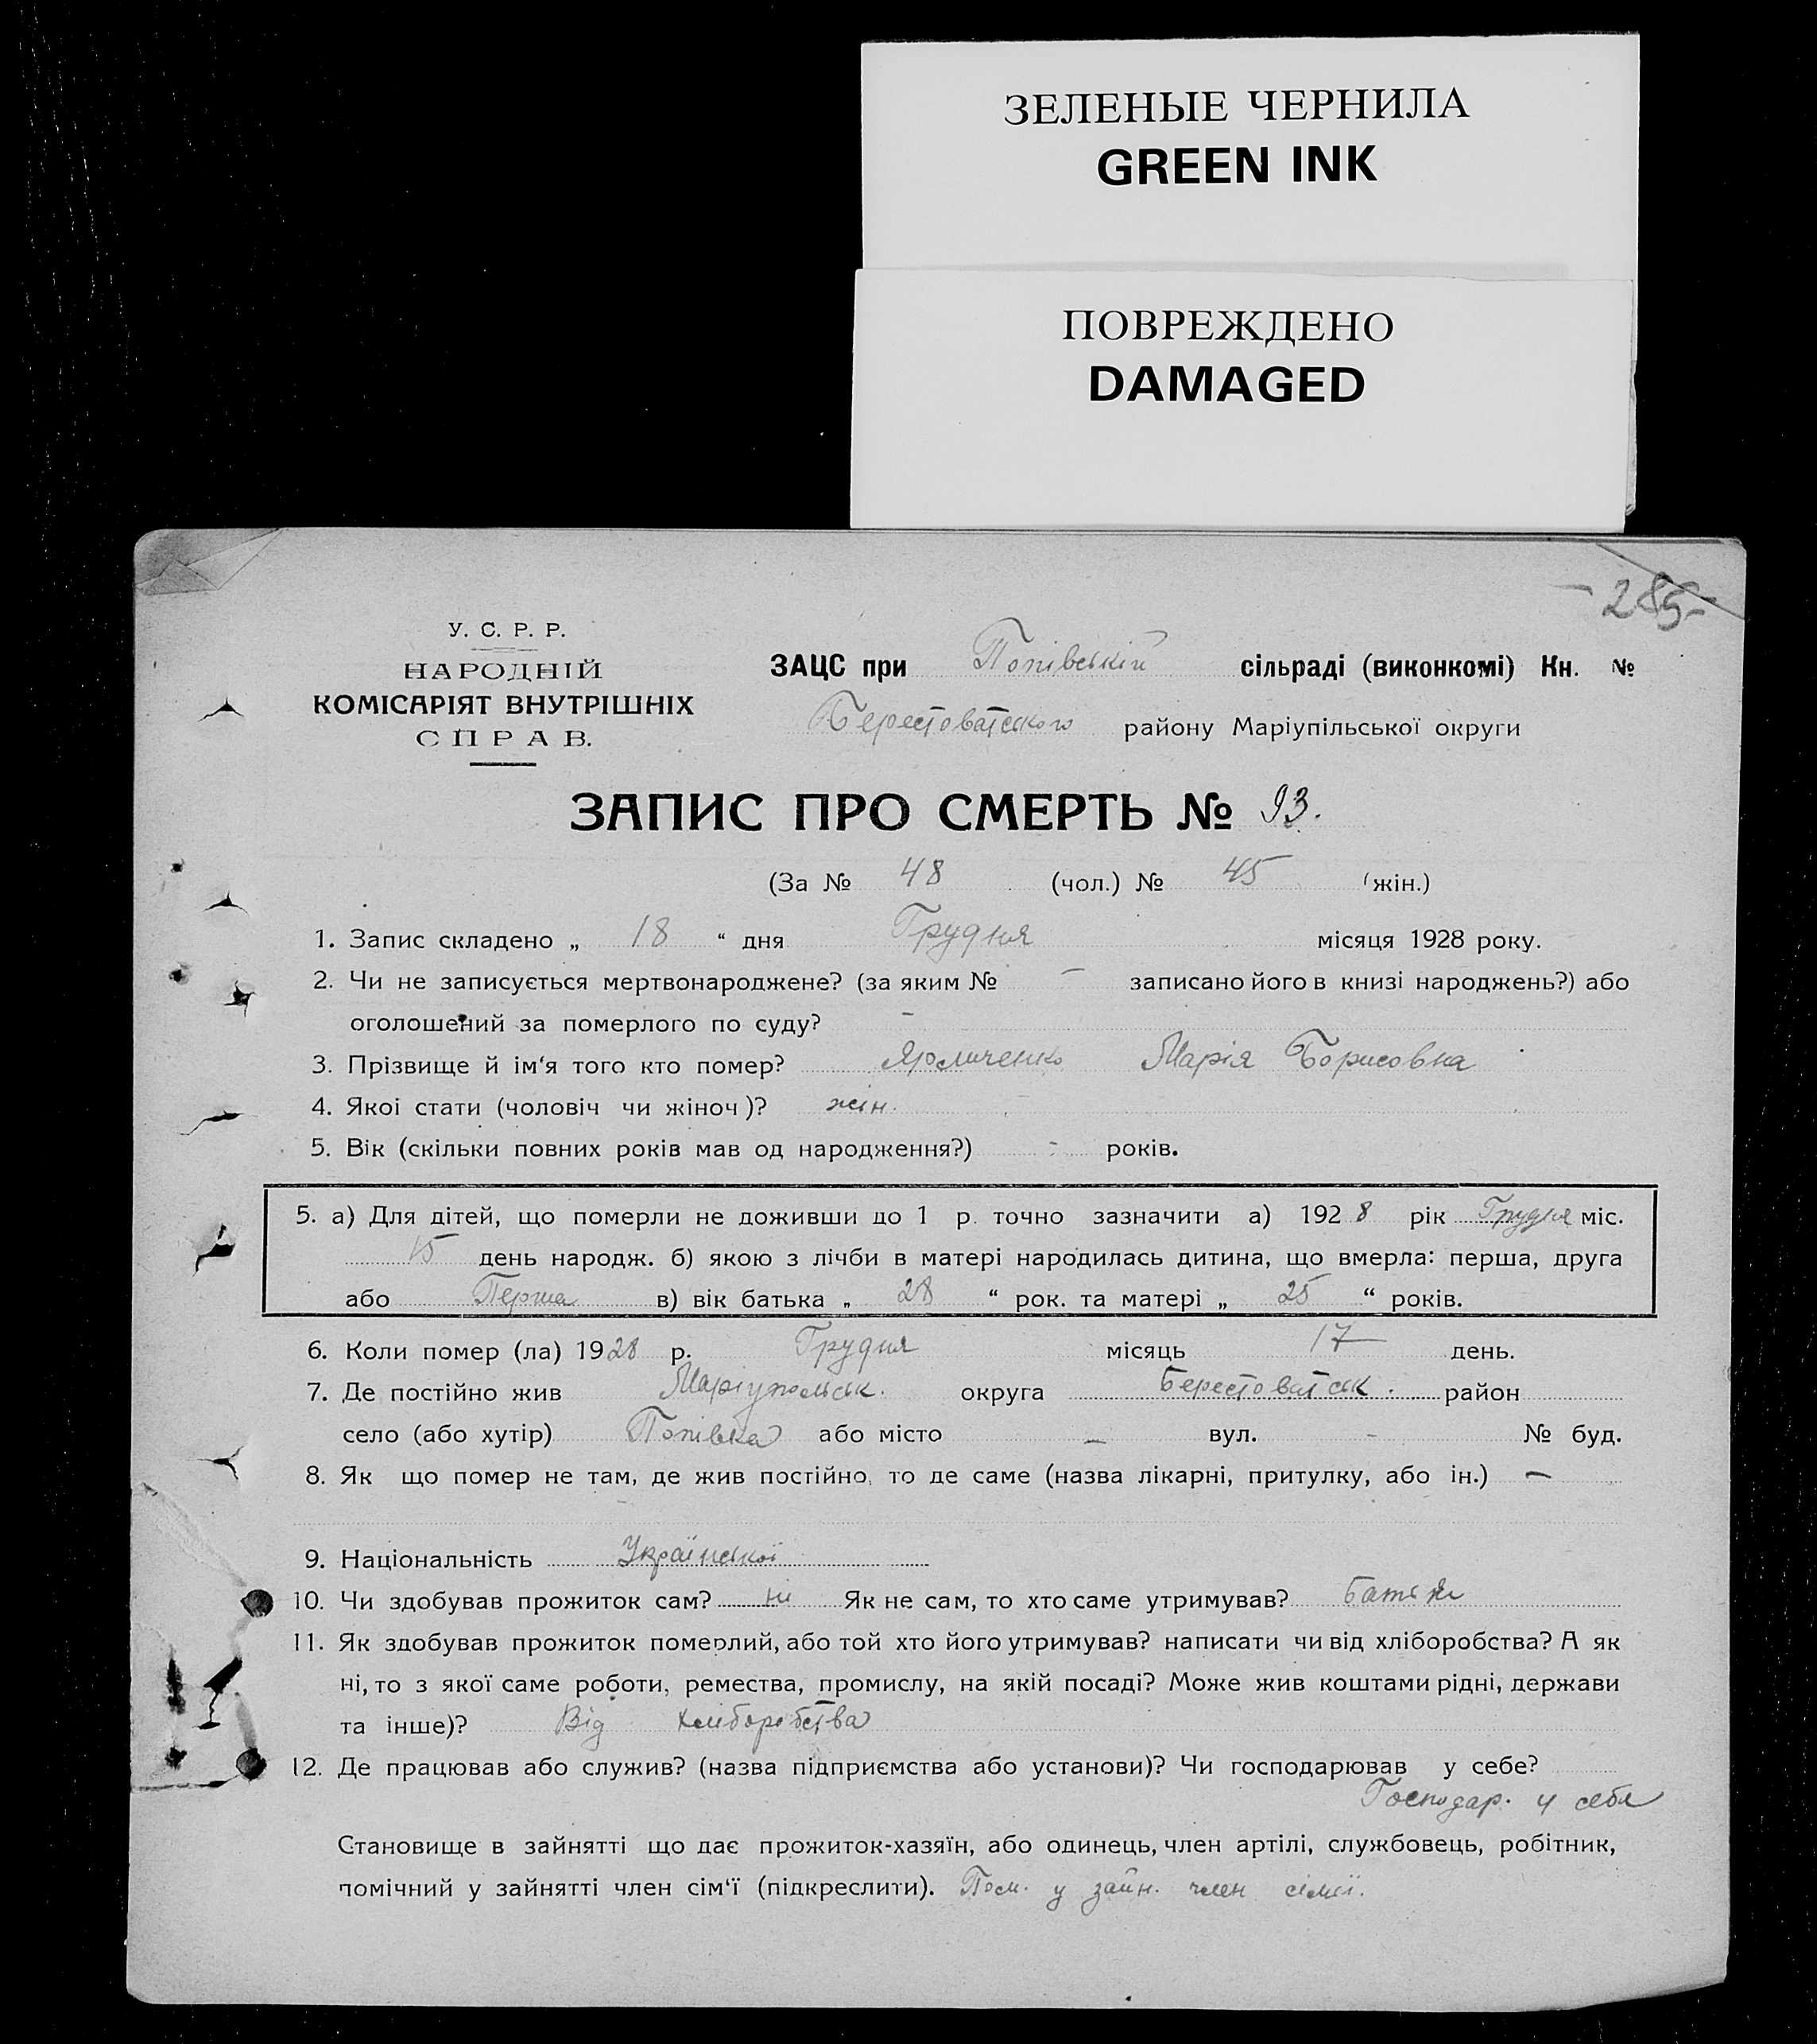 ЗЕЛЕНЫЕ ЧЕРНИЛА
GREEN INK
ПОВРЕЖДЕНО
DAMAGED
- 285-
У. С. Р. Р.
НАРОДНІЙ
КОМІСАРІЯТ ВНУТРІШНІХ
СПРАВ.
ЗАЦС при Попівській сільраді (виконкомі) Кн. №
Берестоватського району Маріупільської округи
ЗАПИС ПРО СМЕРТЬ № 93.
(За № 48 (чол.) № 45 (жін.)
1. Запис складено „ 18 “ дня Грудня місяця 1928 року.
2. Чи не записується мертвонароджене? (за яким № - записано його в книзі народжень?) або
оголошений за померлого по суду? -
3. Прізвище й ім‘я того кто помер? Марія Борисовна
4. Якоі стати (чоловіч чи жіноч)? жін.
5. Вік (скільки повних років мав од народження?) - років.
5. а) Для дітей, що померли не доживши до 1 р. точно зазначити а) 1928 рік Грудня міс.
15 день народж. б) якою з лічби в матері народилась дитина, що вмерла: перша, друга
або Перша в) вік батька „ 28 “ рок. та матері „ 25 “ років.
6. Коли помер (ла) 1928 р. Грудня місяць 17 день.
7. Де постійно жив Маріупольськ. округа Берестоватськ. район
село (або хутір) Попівка або місто - вул. - № буд.
8. Як що помер не там, де жив постійно, то де саме (назва лікарні, притулку, або ін.) -
9. Національність Української
10. Чи здобував прожиток сам? ні Як не сам, то хто саме утримував? Батьки
11. Як здобував прожиток померлий, або той хто його утримував? написати чи від хліборобства? А як
ні, то з якої саме роботи, ремества, промислу, на якій посаді? Може жив коштами рідні, держави
та інше)? Від хліборобства
12. Де працював або служив? (назва підприємства або установи)? Чи господарював у себе?
Господар. у себя
Становище в зайнятті що дає прожиток-хазяїн, або одинець, член артілі, службовець, робітник,
помічний у зайнятті член сім‘ї (підкреслити). Пом. у зайн. член сімї.